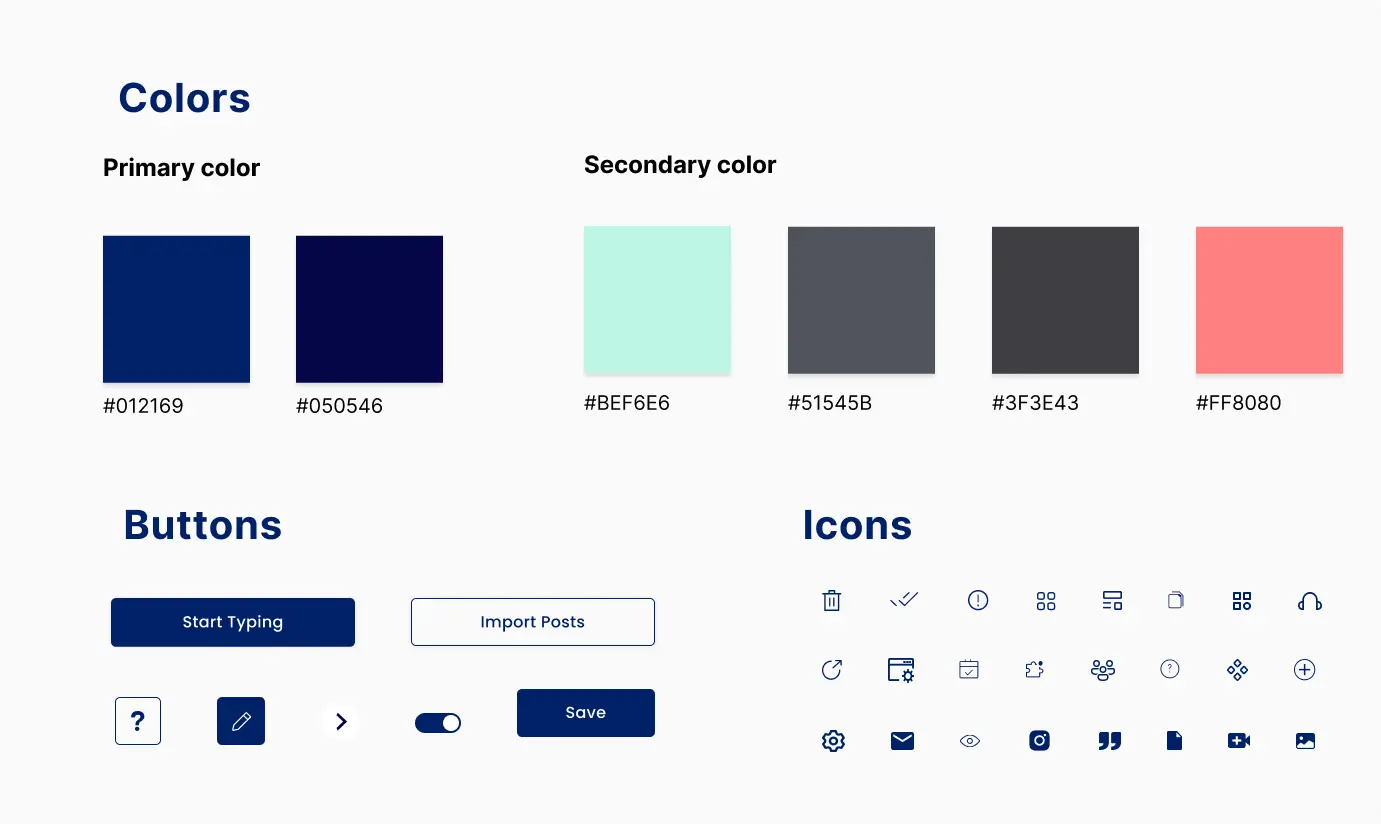 Colors
Primary color
Secondary color
#012169
#050546
#BEF6E6
#51545B
#3F3E43
#FF8080
Buttons
Icons
Start Typing
Import Posts
?
Save